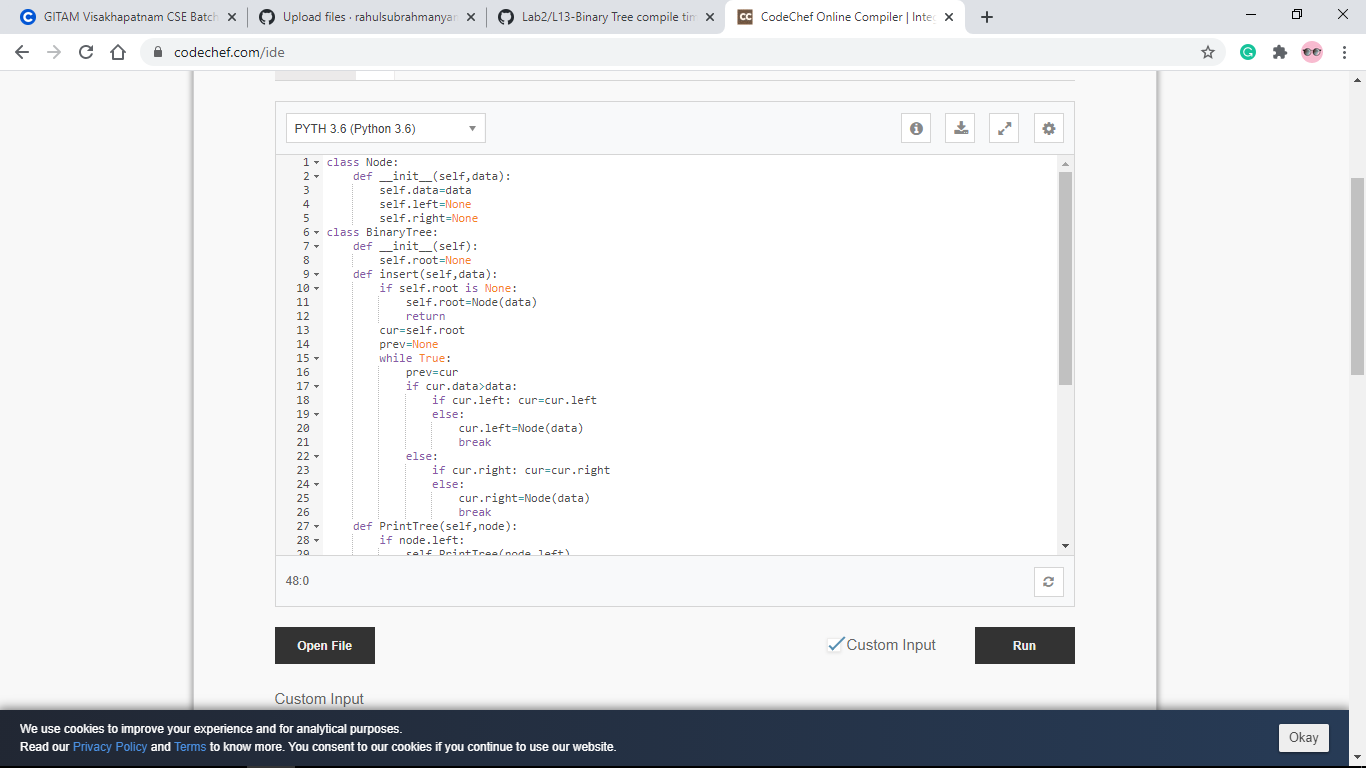 GITAM Visakhapatnam CSE Batch
Upload files · rahulsubrahmanyam
Lab2/L13-Binary Tree compile tim
CC CodeChef Online Compiler | Integ
codechef.com/ide
PYTH 3.6 (Python 3.6)
1 class Node:
2 def __init__(self,data):
3 self.data=data
4 self.left=None
5 self.right=None
6 class BinaryTree:
7 def __init__(self):
8 self.root=None
9 def insert(self,data):
10 if self.root is None:
11 self.root=Node(data)
12 return
13 cur=self.root
14 prev=None
15 while True:
16 prev=cur
17 if cur.data>data:
18 if cur.left: cur=cur.left
19 else:
20 cur.left=Node(data)
21 break
22 else:
23 if cur.right: cur=cur.right
24 else:
25 cur.right=Node(data)
26 break
27 def PrintTree(self,node):
28 if node.left:
29 self.PrintTree(node.left)
48:0
Open File
Custom Input
Run
Custom Input
We use cookies to improve your experience and for analytical purposes.
Read our Privacy Policy and Terms to know more. You consent to our cookies if you continue to use our website.
Okay